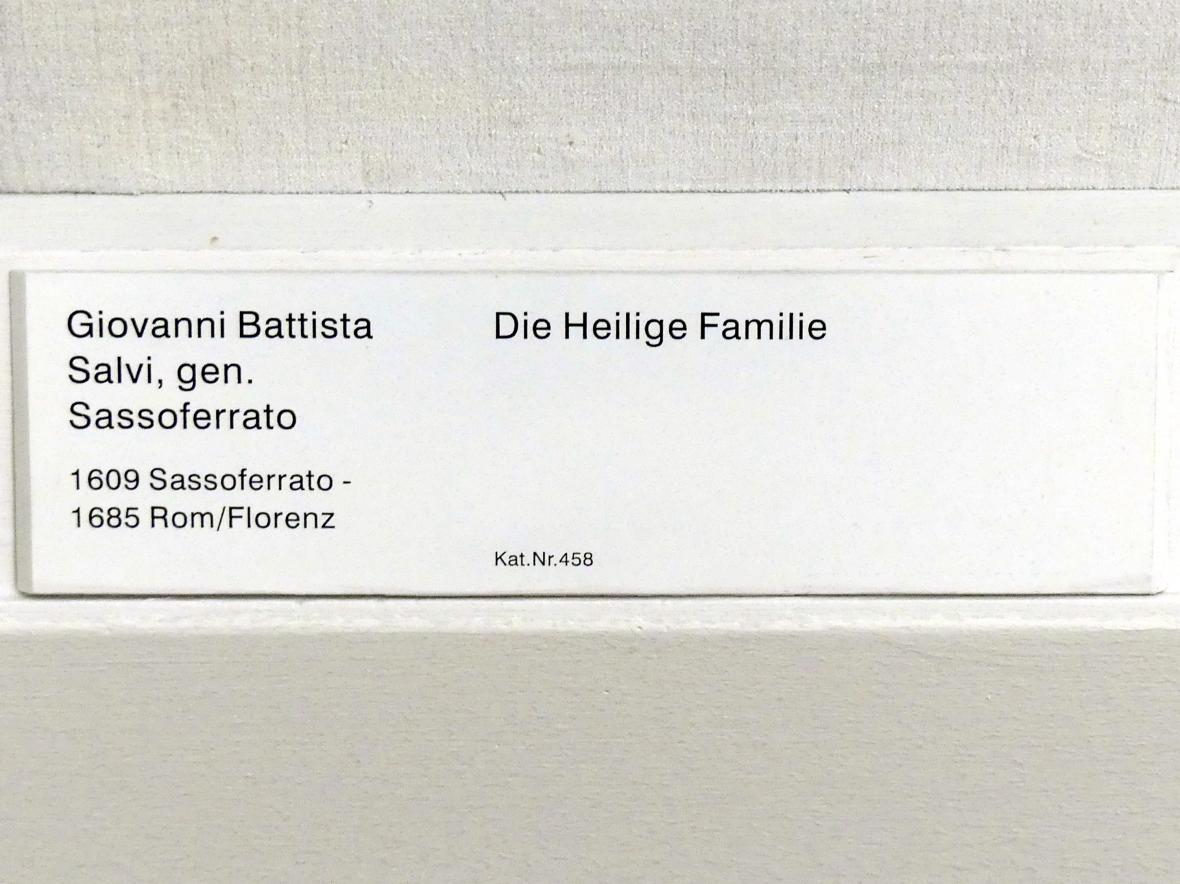 Giovanni Battista
Salvi, gen.
Sassoferrato
1609 Sassoferrato -
1685 Rom/Florenz
Die Heilige Familie
Kat.Nr.458